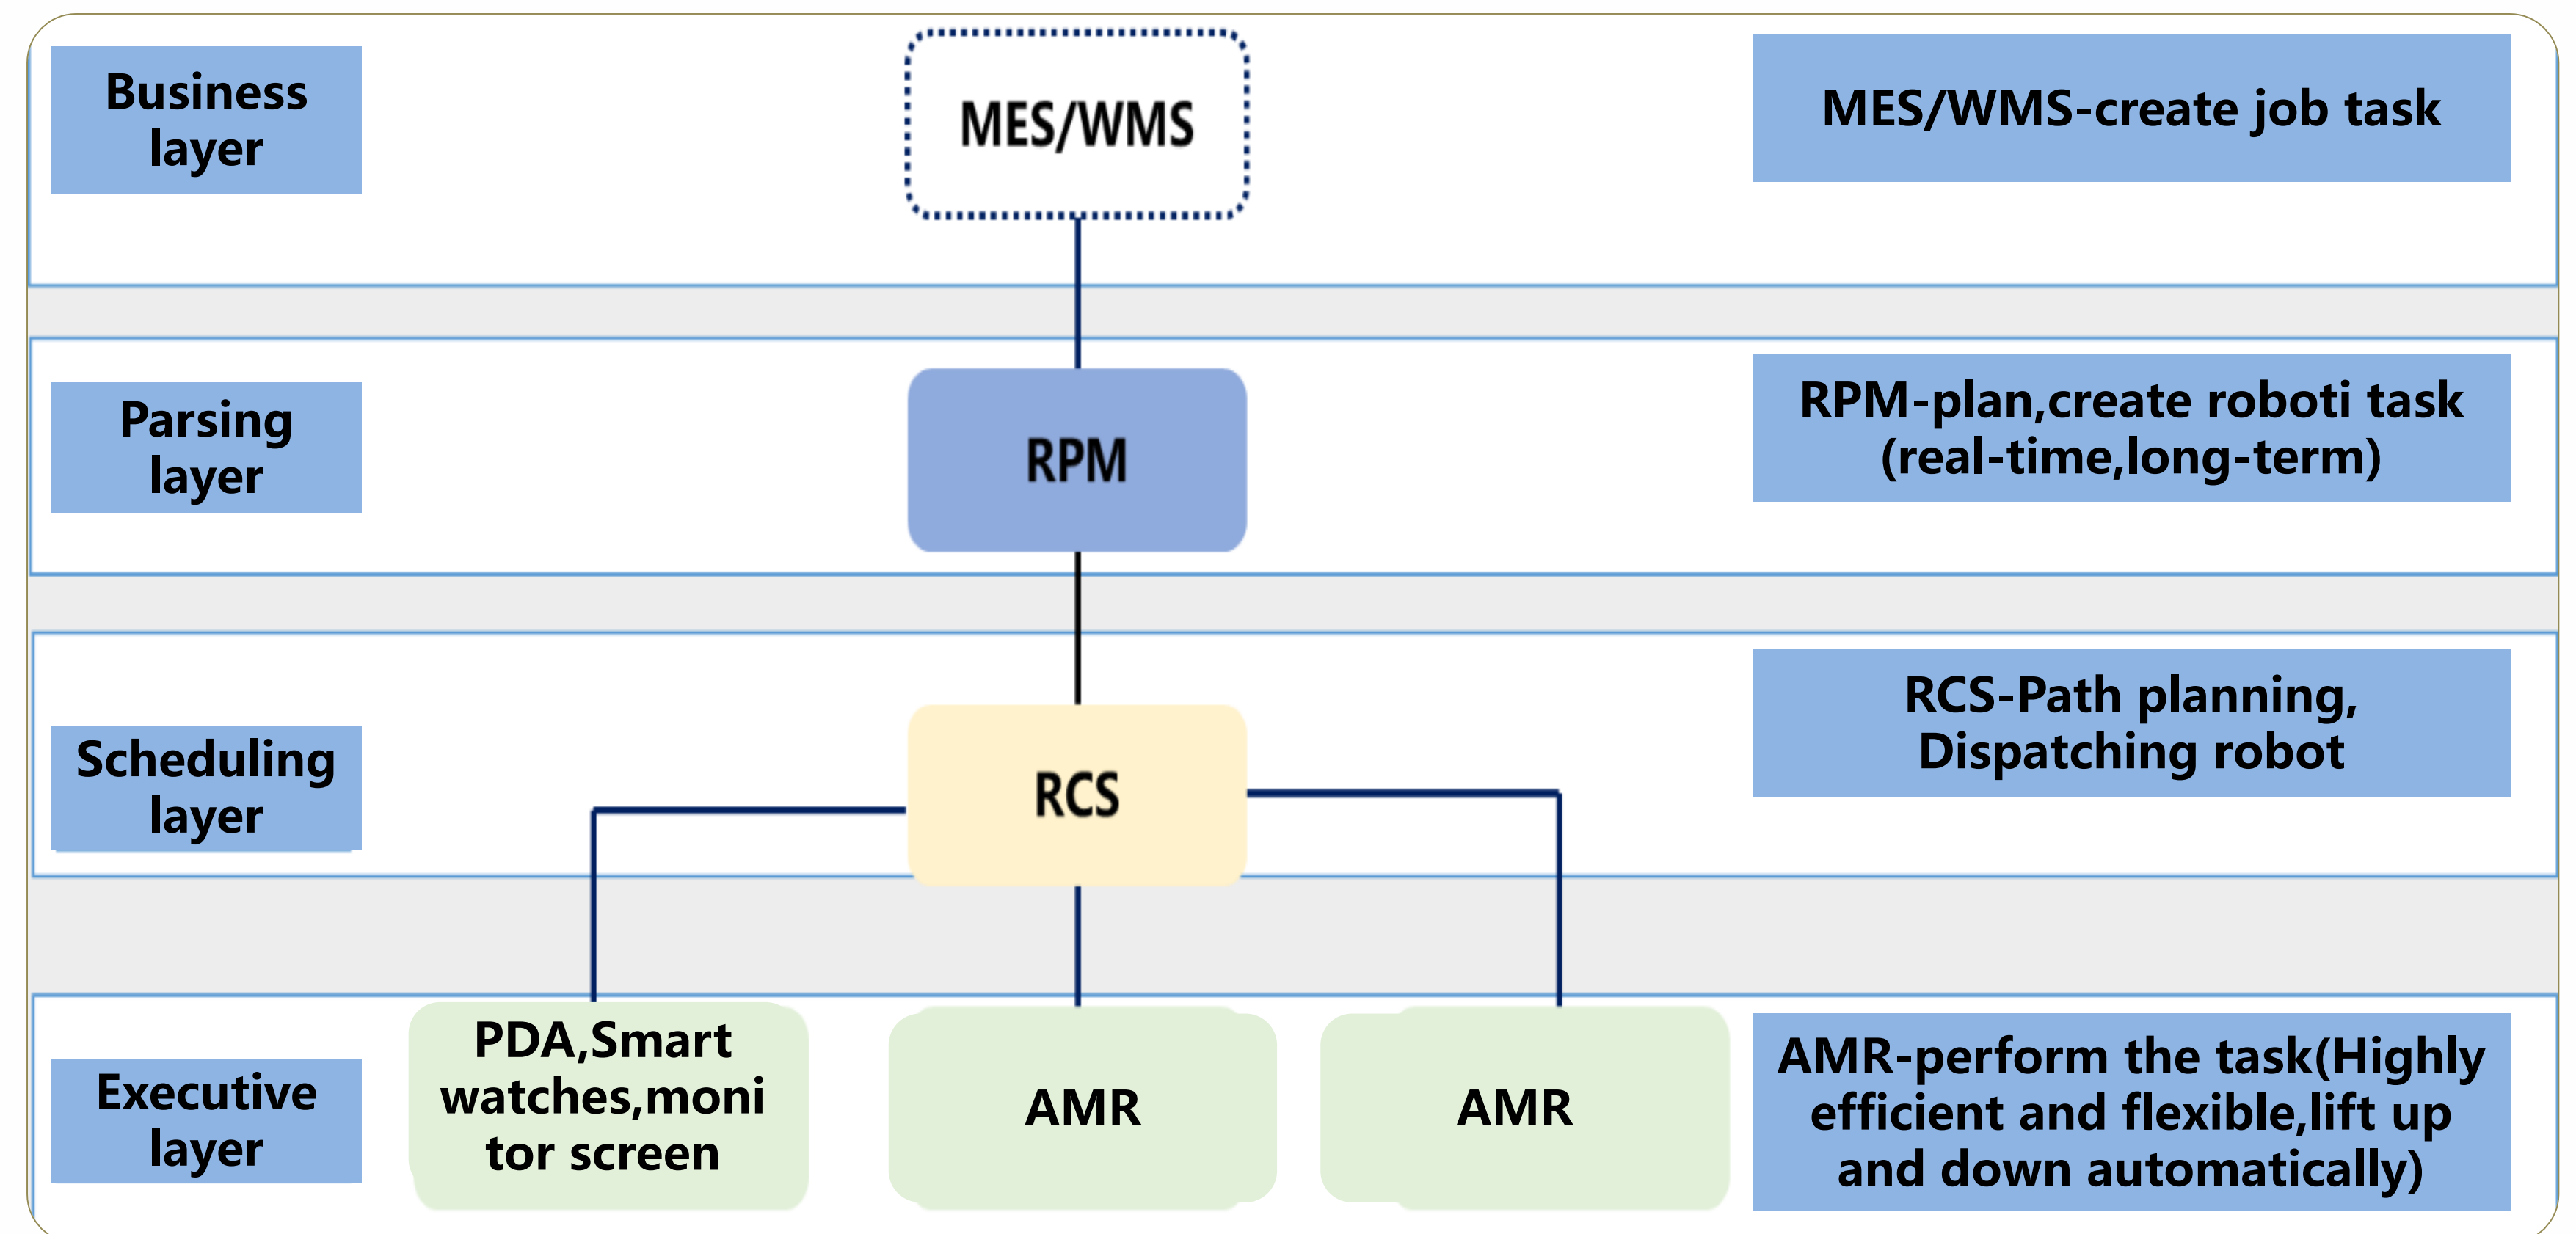 Business
layer
MES/WMS
MES/WMS-create job task
Parsing
layer
RPM
RPM-plan,create roboti task
(real-time,long-term)
Scheduling
layer
RCS
RCS-Path planning,
Dispatching robot
Executive
layer
PDA,Smart
watches,moni
tor screen
AMR
AMR
AMR-perform the task(Highly
efficient and flexible,lift up
and down automatically)